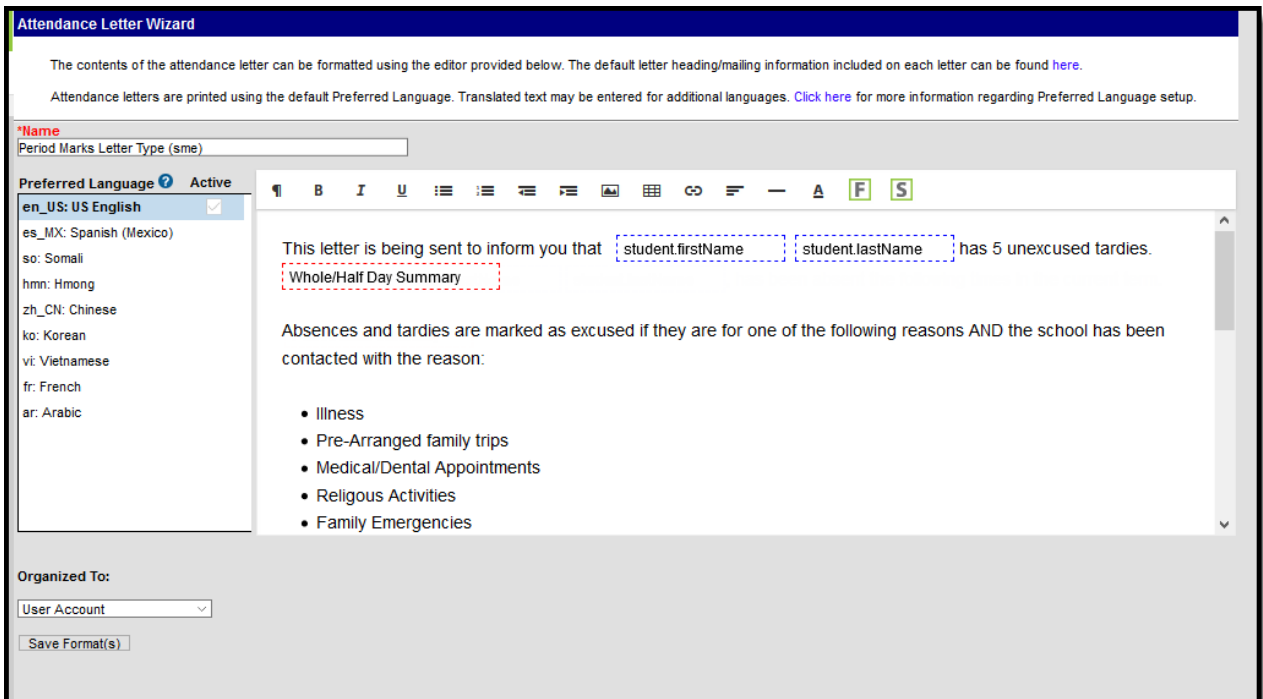 Attendance Letter Wizard
The contents of the attendance letter can be formatted using the editor provided below. The default letter heading/mailing information included on each letter can be found here.
Attendance letters are printed using the default Preferred Language. Translated text may be entered for additional languages. Click here for more information regarding Preferred Language setup.
*Name
Period Marks Letter Type (sme)
Preferred Language ? Active
¶ B I U A F S
en_US: US English
es_MX: Spanish (Mexico)
so: Somali
hmn: Hmong
zh_CN: Chinese
ko: Korean
vi: Vietnamese
fr: French
ar: Arabic
This letter is being sent to inform you that student.firstName student.lastName has 5 unexcused tardies.
Whole/Half Day Summary
Absences and tardies are marked as excused if they are for one of the following reasons AND the school has been
contacted with the reason:
• Illness
• Pre-Arranged family trips
• Medical/Dental Appointments
• Religous Activities
• Family Emergencies
Organized To:
User Account
Save Format(s)